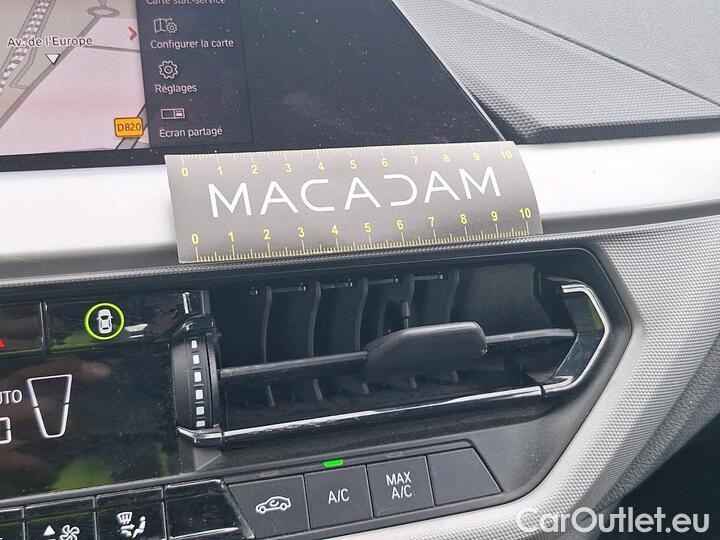 Carte stat.-service
Av. de l'Europe
Configurer la carte
Réglages
D820
Écran partagé
0 1 2 3 4 5 6 7 8 9 10
MACADAM
0 1 2 3 4 5 6 7 8 9 10
AUTO
A/C
MAX
A/C
CarOutlet.eu